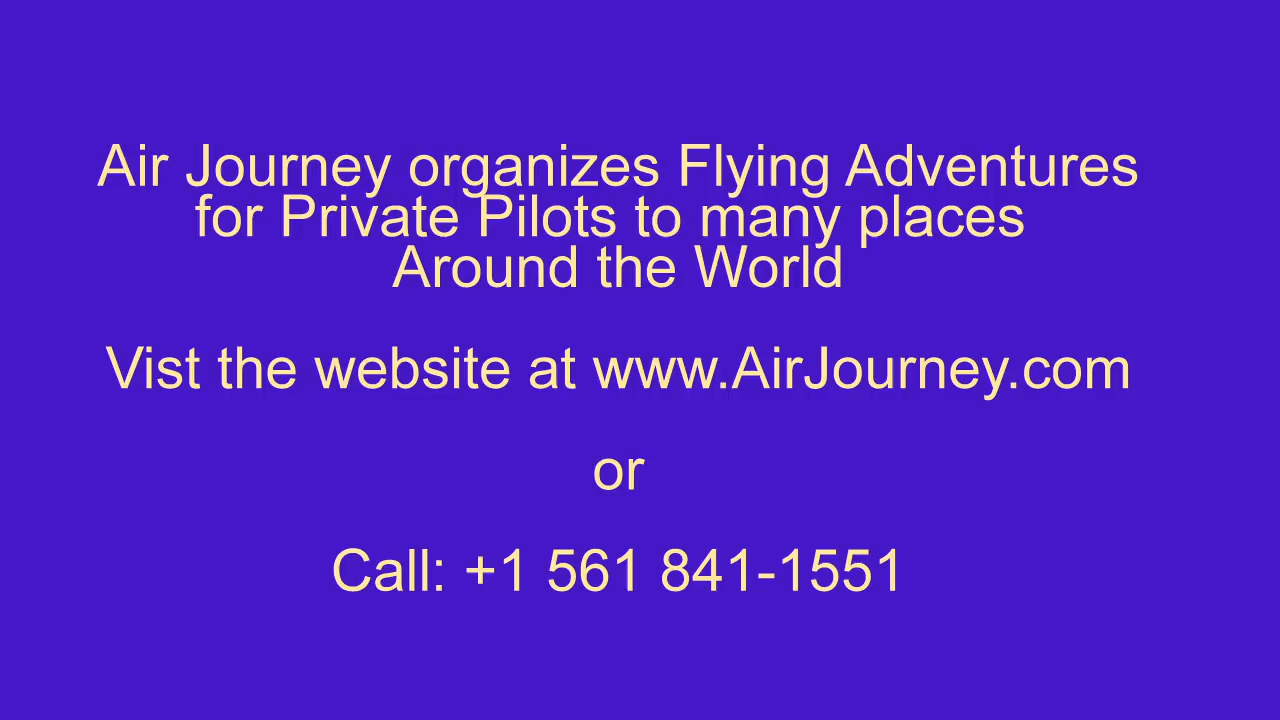 Air Journey organizes Flying Adventures
for Private Pilots to many places
Around the World
Vist the website at www.AirJourney.com
or
Call: +1 561 841-1551